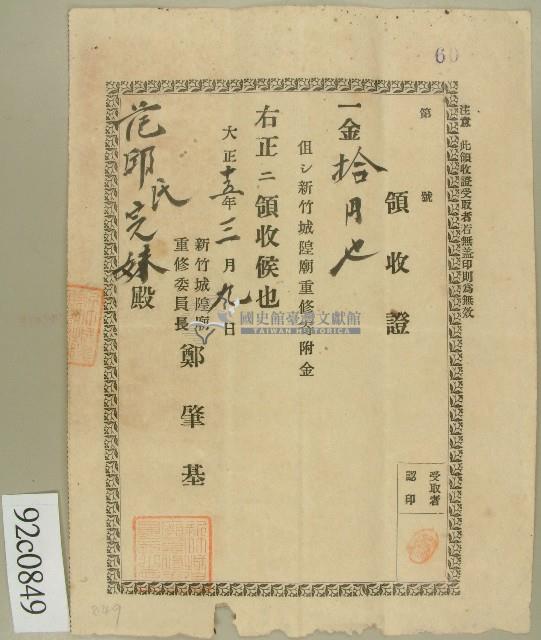 60
注意 此領收證受取者若無蓋印則為無效
第 號
領收證
一金拾円也
但シ新竹城隍廟重修寄附金
右正ニ領收候也
大正十五年三月九日
新竹城隍廟
重修委員長 鄭肇基
范邱氏完妹殿
受取者
認印
國史館臺灣文獻館
TAIWAN HISTORICA
92c0849
849